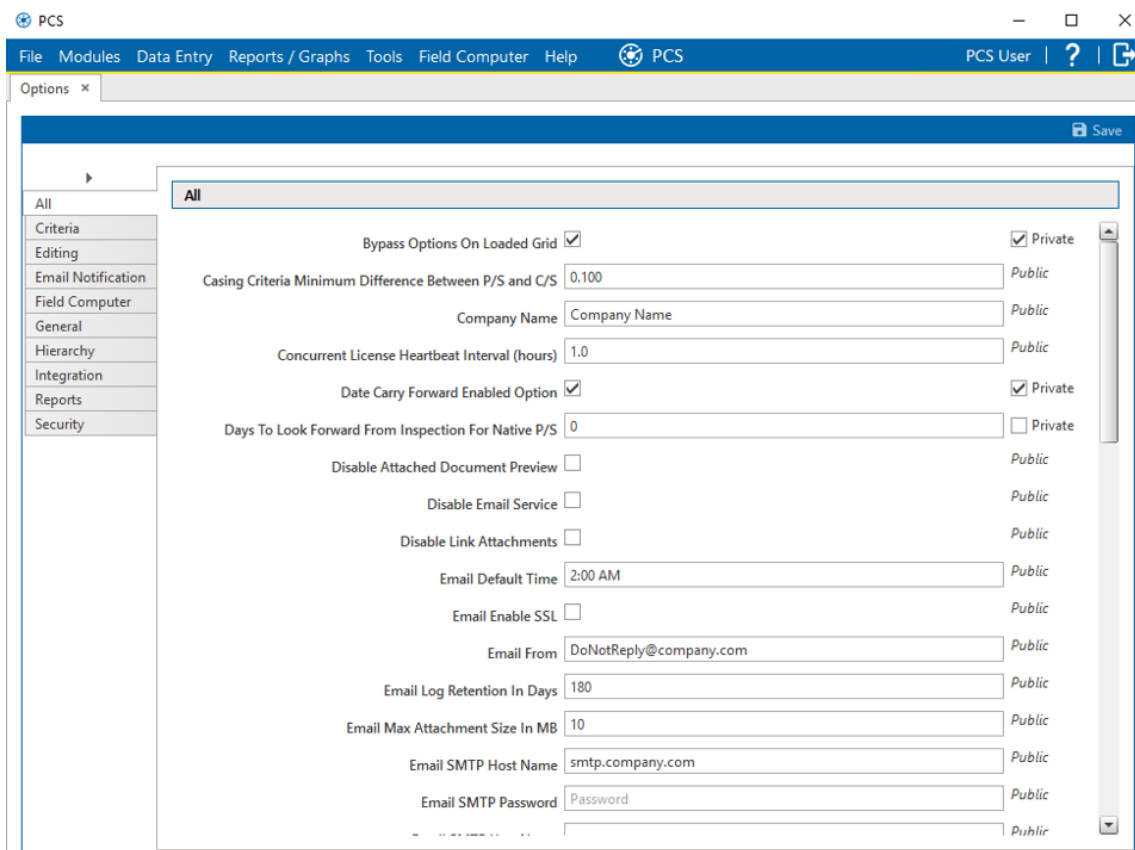 PCS
File Modules Data Entry Reports / Graphs Tools Field Computer Help PCS PCS User | ? |
Options ×
Save
All
Criteria
Editing
Email Notification
Field Computer
General
Hierarchy
Integration
Reports
Security
All
Bypass Options On Loaded Grid Private
Casing Criteria Minimum Difference Between P/S and C/S 0.100 Public
Company Name Company Name Public
Concurrent License Heartbeat Interval (hours) 1.0 Public
Date Carry Forward Enabled Option Private
Days To Look Forward From Inspection For Native P/S 0 Private
Disable Attached Document Preview Public
Disable Email Service Public
Disable Link Attachments Public
Email Default Time 2:00 AM Public
Email Enable SSL Public
Email From DoNotReply@company.com Public
Email Log Retention In Days 180 Public
Email Max Attachment Size In MB 10 Public
Email SMTP Host Name smtp.company.com Public
Email SMTP Password Password Public
Public